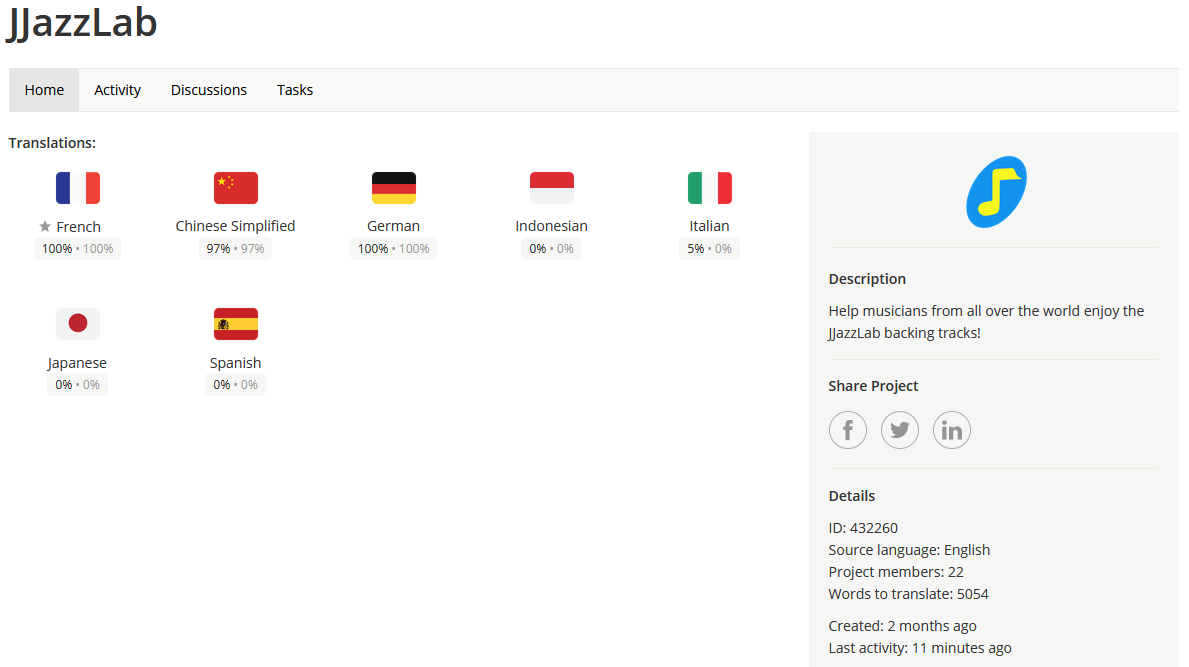 JJazzLab
Home Activity Discussions Tasks
Translations:
French
100% • 100%
Chinese Simplified
97% • 97%
German
100% • 100%
Indonesian
0% • 0%
Italian
5% • 0%
Japanese
0% • 0%
Spanish
0% • 0%
Description
Help musicians from all over the world enjoy the
JJazzLab backing tracks!
Share Project
Details
ID: 432260
Source language: English
Project members: 22
Words to translate: 5054
Created: 2 months ago
Last activity: 11 minutes ago